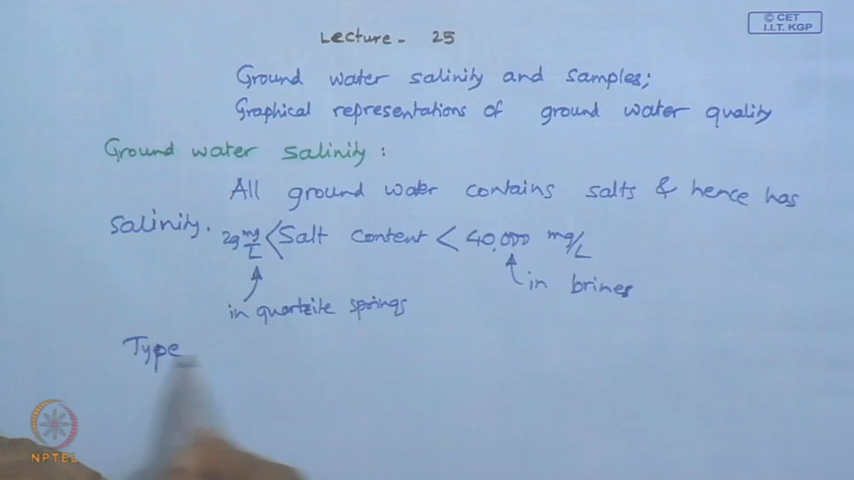 © CET
I.I.T. KGP
Lecture - 25
Ground water salinity and samples;
Graphical representations of ground water quality
Ground water salinity :
All ground water contains salts & hence has
salinity. 29 mg/L < Salt content < 40,000 mg/L
in brines
in quartzite springs
Type
NPTEL